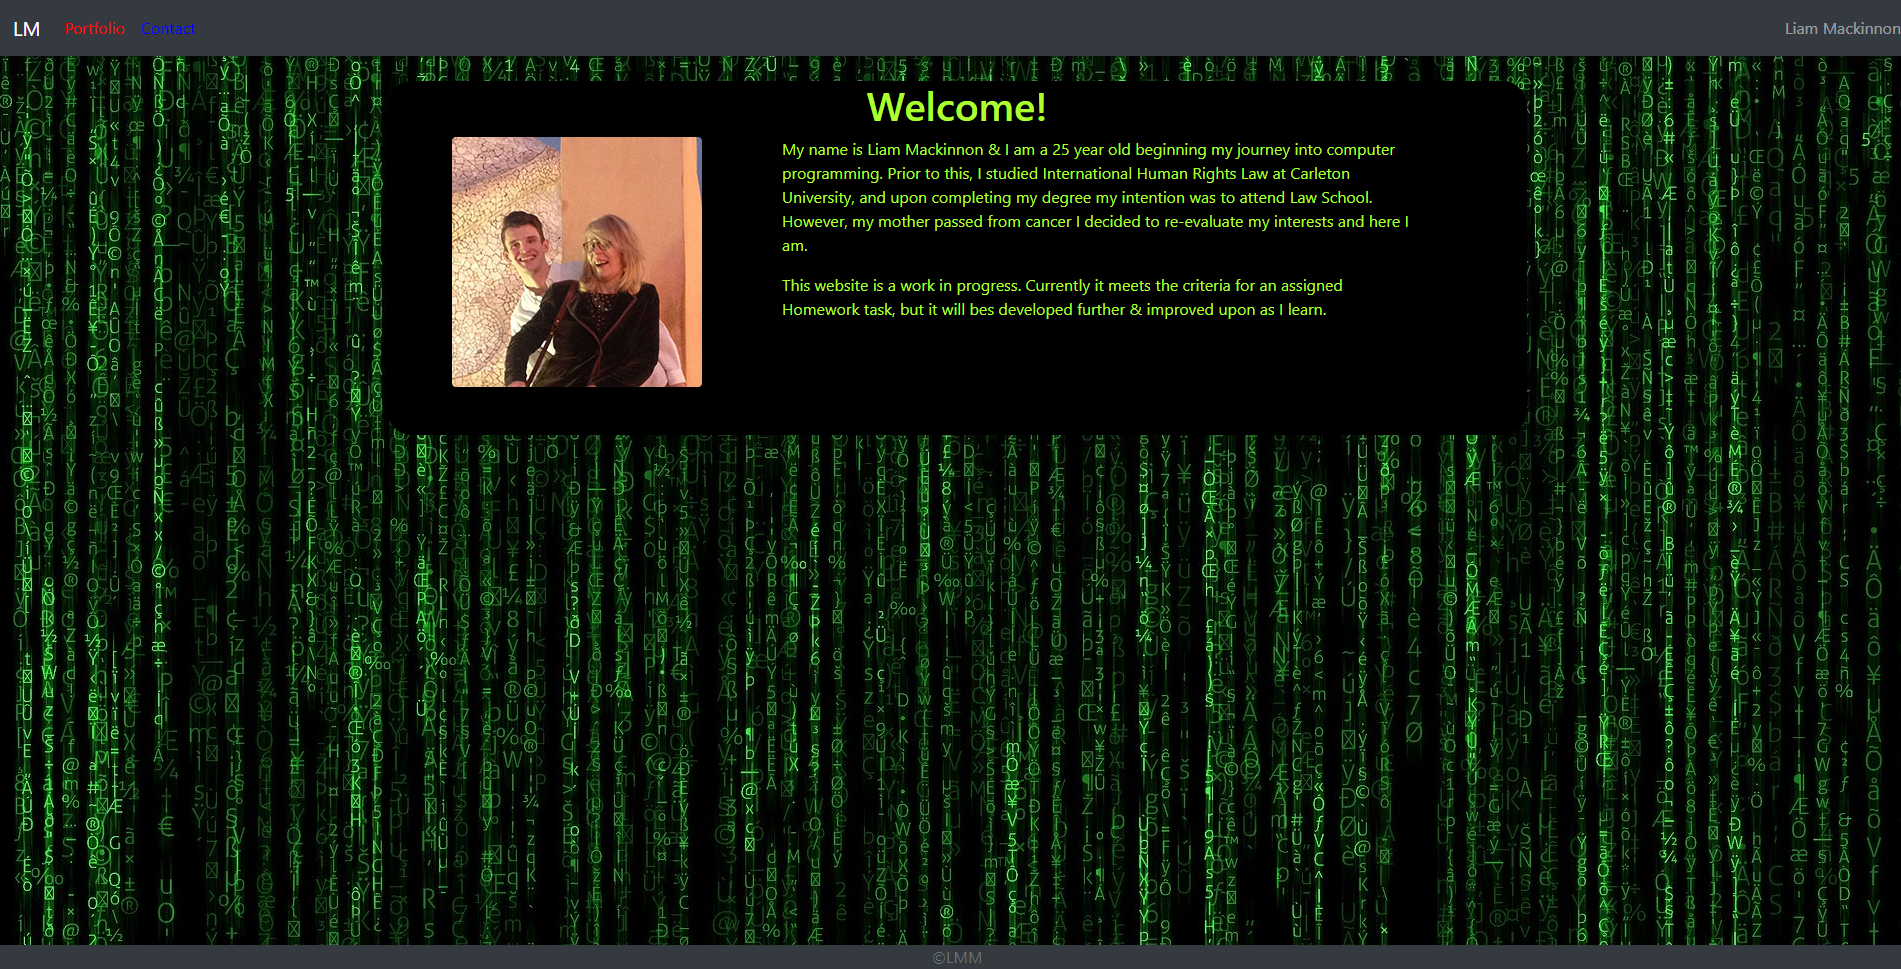 LM Portfolio Contact Liam Mackinnon
Welcome!
My name is Liam Mackinnon & I am a 25 year old beginning my journey into computer
programming. Prior to this, I studied International Human Rights Law at Carleton
University, and upon completing my degree my intention was to attend Law School.
However, my mother passed from cancer I decided to re-evaluate my interests and here I
am.
This website is a work in progress. Currently it meets the criteria for an assigned
Homework task, but it will bes developed further & improved upon as I learn.
©LMM